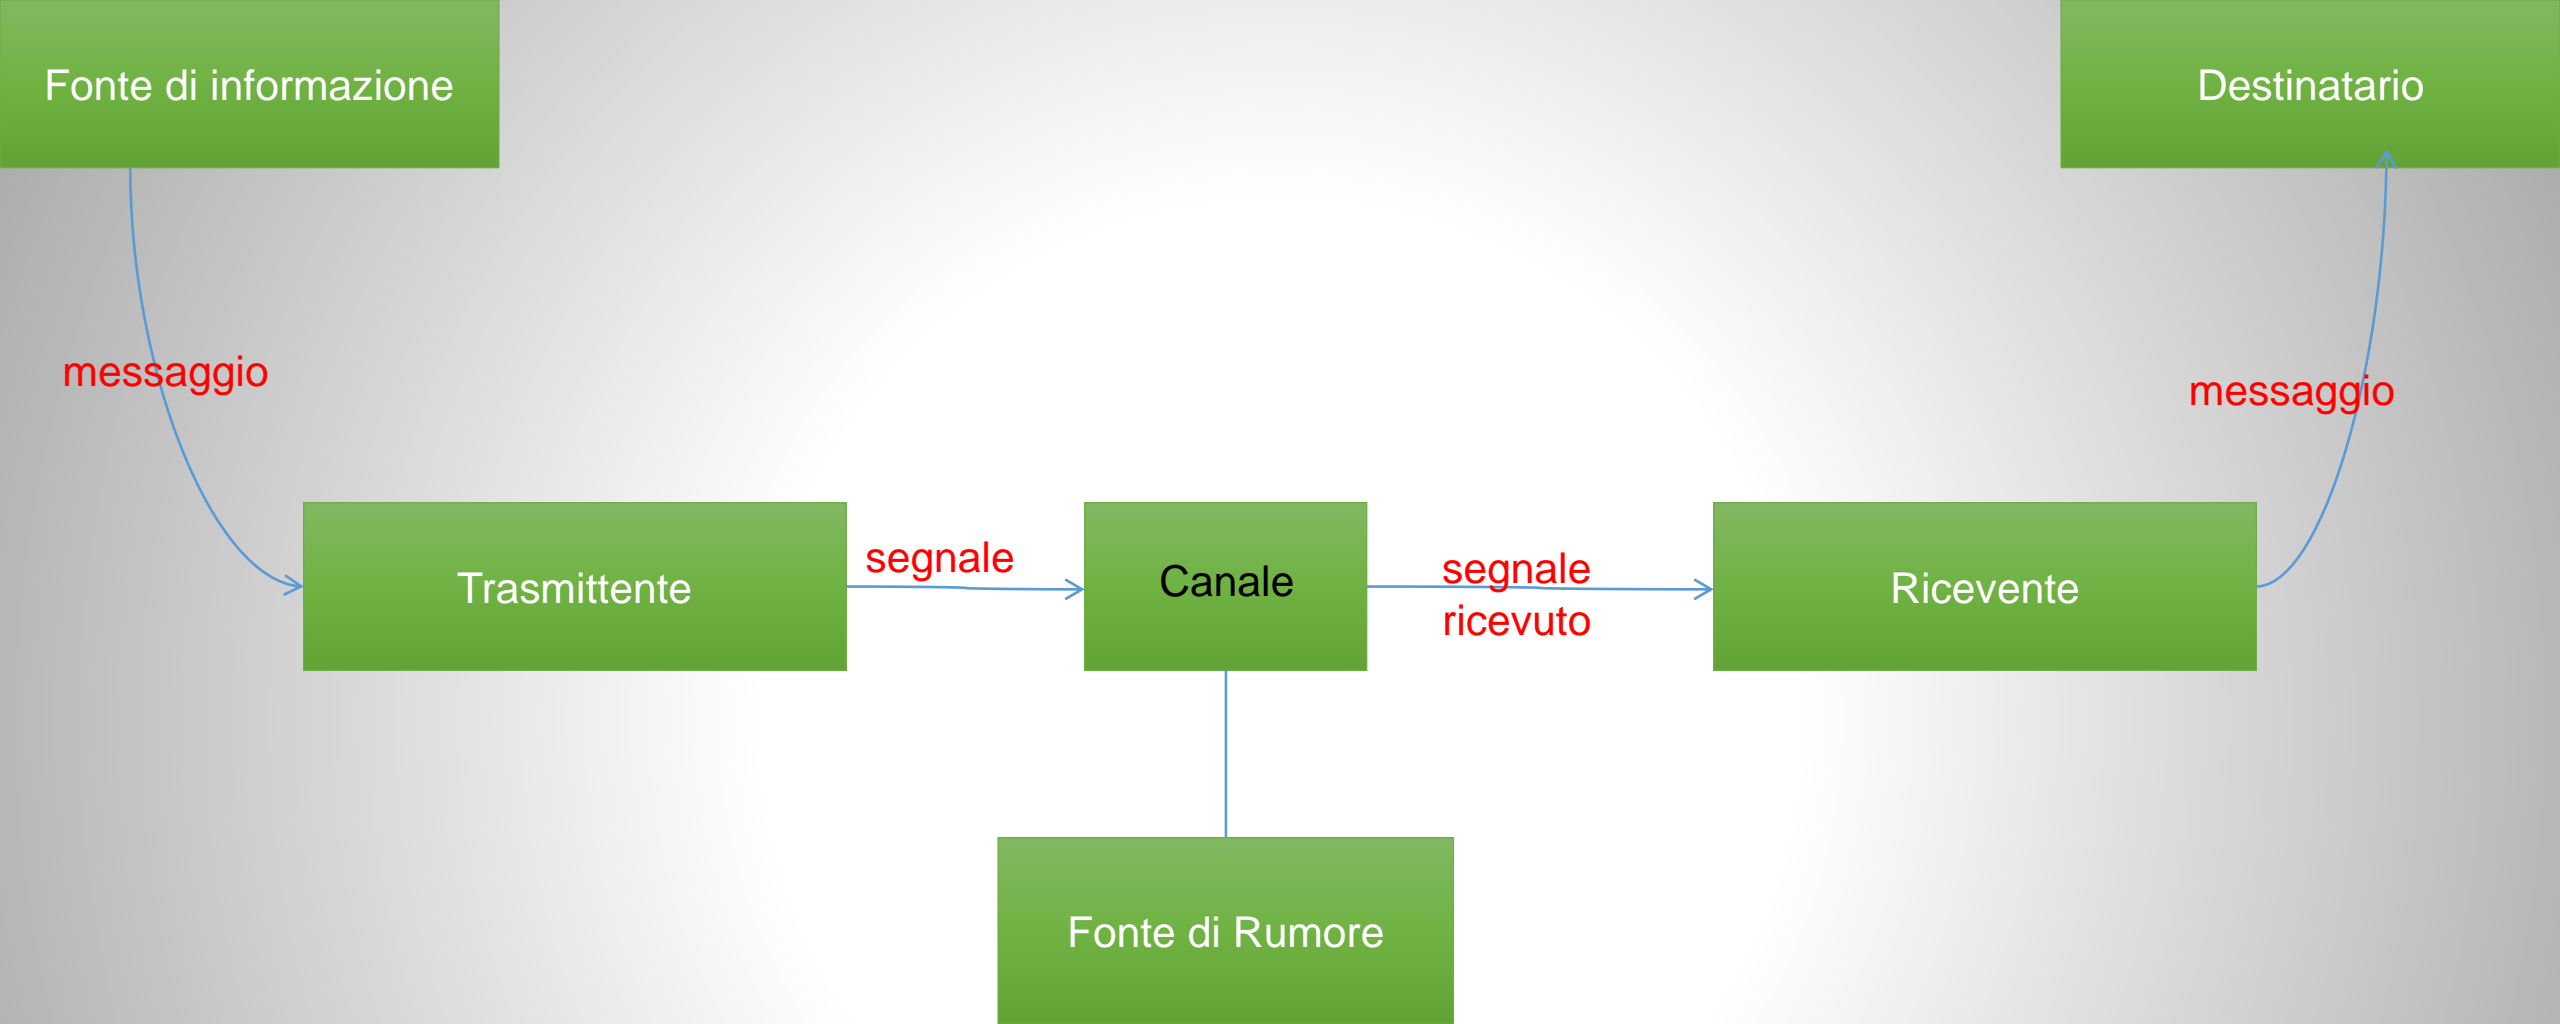 Fonte di informazione
Destinatario
messaggio
messaggio
Trasmittente
segnale
Canale
segnale
ricevuto
Ricevente
Fonte di Rumore